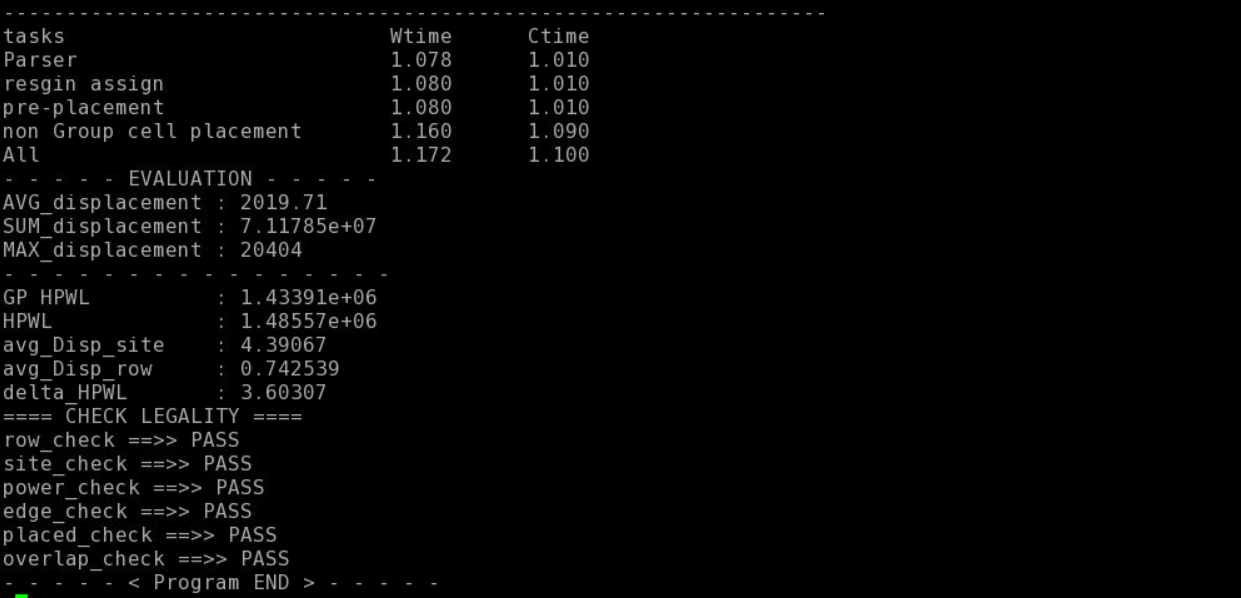 -----------------------------------------------------------------
tasks Wtime Ctime
Parser 1.078 1.010
resgin assign 1.080 1.010
pre-placement 1.080 1.010
non Group cell placement 1.160 1.090
All 1.172 1.100
- - - - - EVALUATION - - - - -
AVG_displacement : 2019.71
SUM_displacement : 7.11785e+07
MAX_displacement : 20404
- - - - - - - - - - - - - - - -
GP HPWL : 1.43391e+06
HPWL : 1.48557e+06
avg_Disp_site : 4.39067
avg_Disp_row : 0.742539
delta_HPWL : 3.60307
==== CHECK LEGALITY ====
row_check ==>> PASS
site_check ==>> PASS
power_check ==>> PASS
edge_check ==>> PASS
placed_check ==>> PASS
overlap_check ==>> PASS
- - - - - < Program END > - - - - -